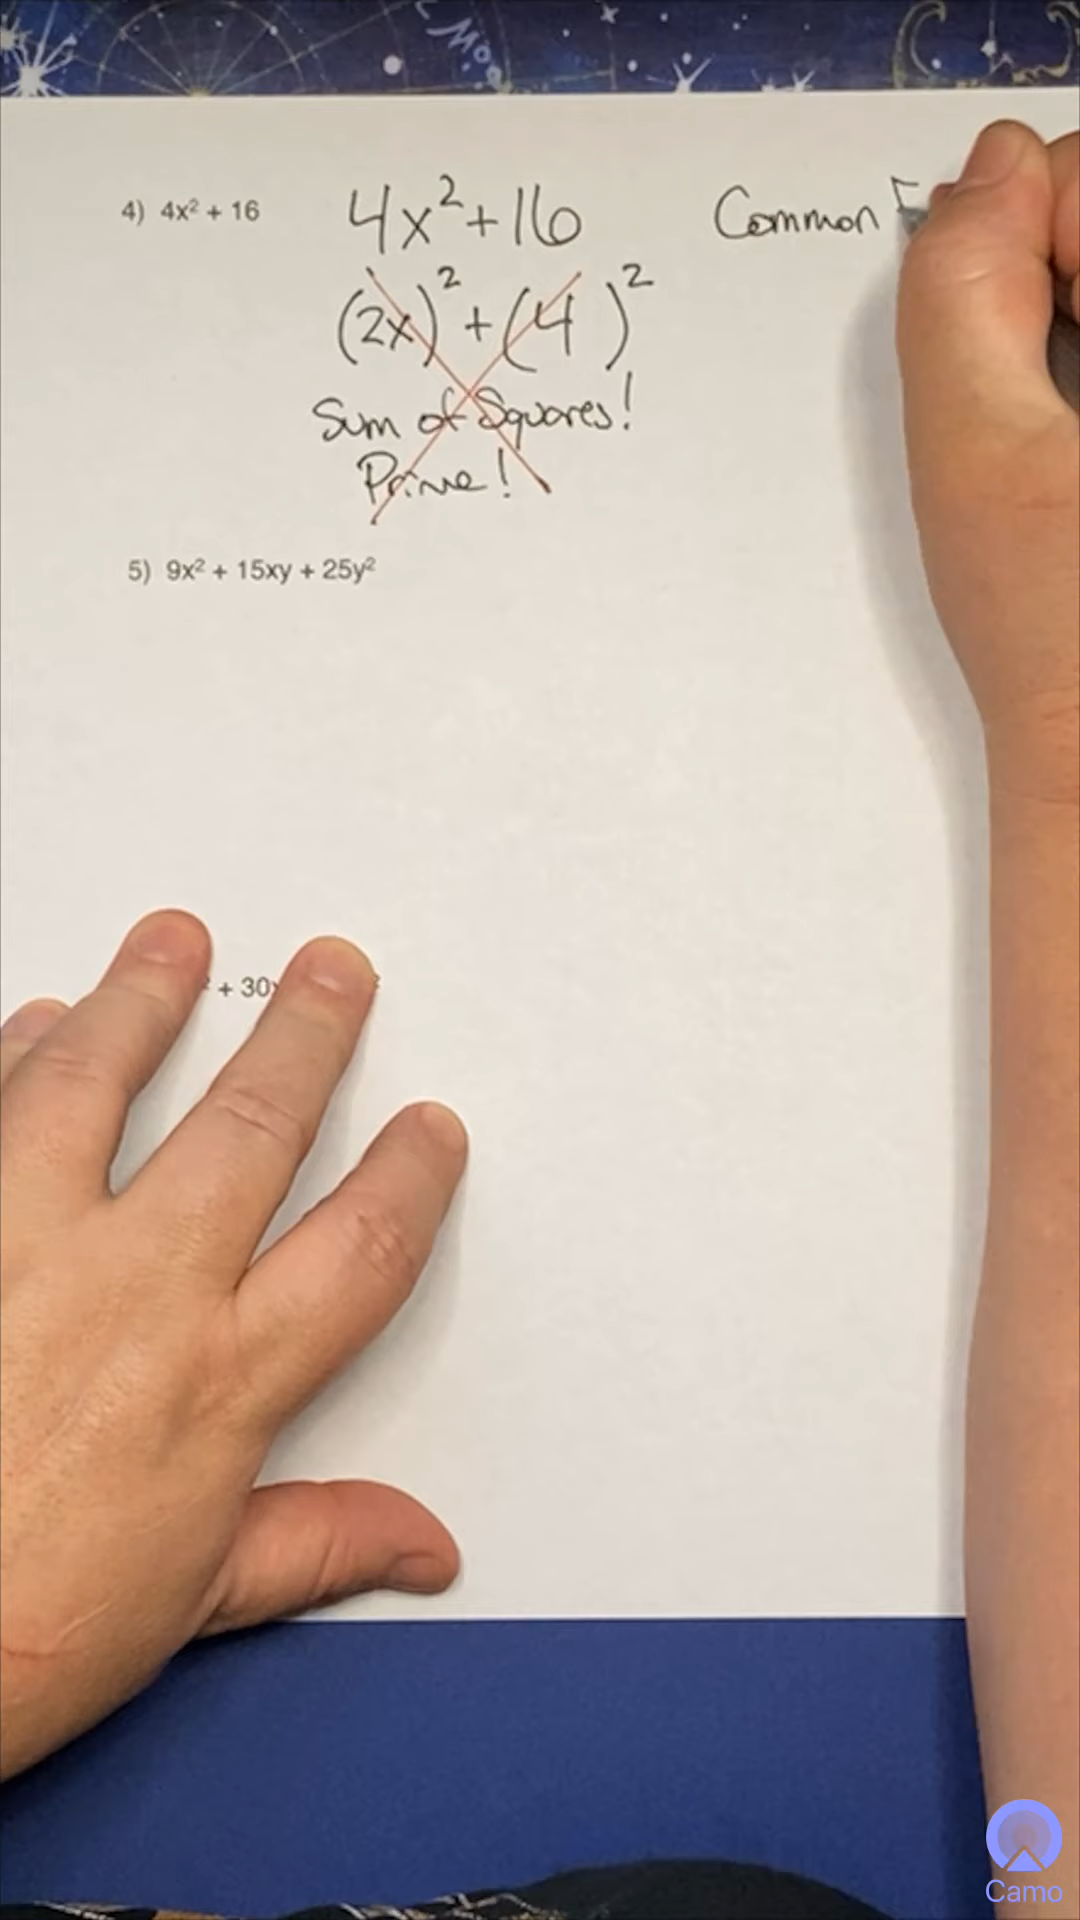 Moo
4) 4x² + 16
4x² + 16
Common F
(2x)² + (4)²
Sum of Squares!
Prime!
5) 9x² + 15xy + 25y²
+ 30
Camo